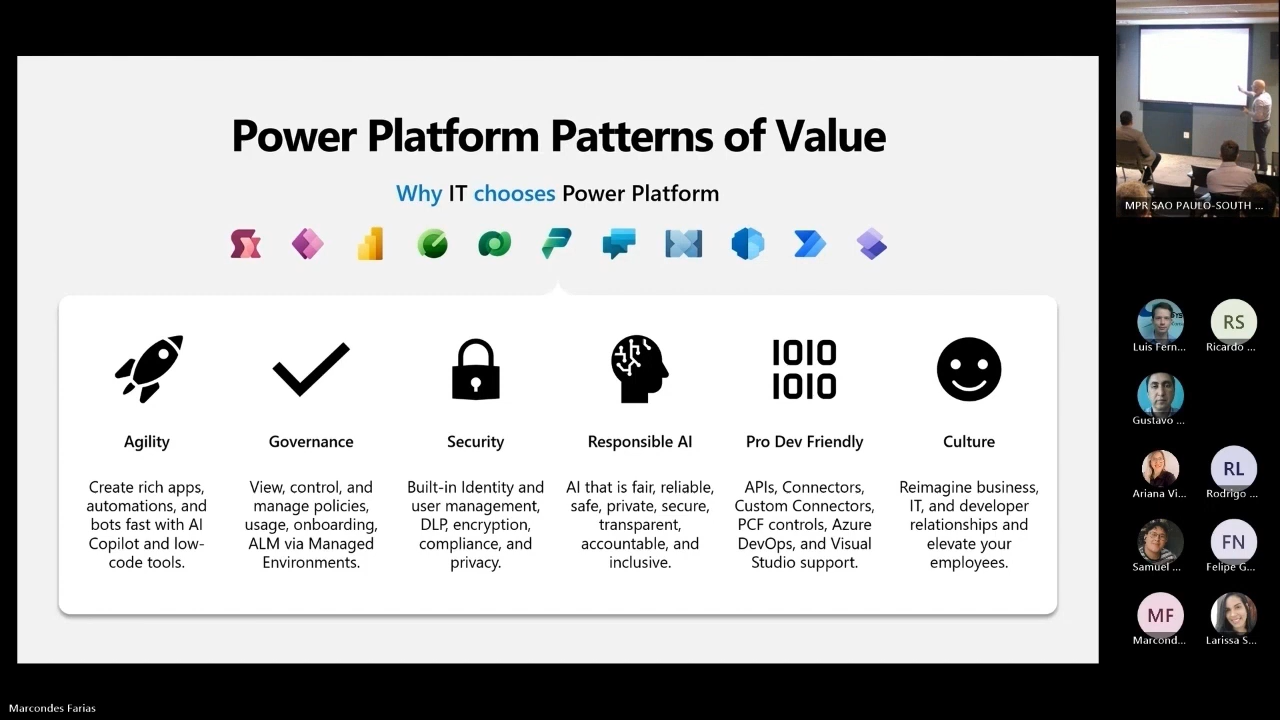 Power Platform Patterns of Value
Why IT chooses Power Platform
1010
1010
Agility
Create rich apps,
automations, and
bots fast with AI
Copilot and low-
code tools.
Governance
View, control, and
manage policies,
usage, onboarding,
ALM via Managed
Environments.
Security
Built-in Identity and
user management,
DLP, encryption,
compliance, and
privacy.
Responsible AI
AI that is fair, reliable,
safe, private, secure,
transparent,
accountable, and
inclusive.
Pro Dev Friendly
APIs, Connectors,
Custom Connectors,
PCF controls, Azure
DevOps, and Visual
Studio support.
Culture
Reimagine business,
IT, and developer
relationships and
elevate your
employees.
MPR SAO PAULO-SOUTH ...
Luis Fern...
RS
Ricardo ...
Gustavo ...
Ariana Vi...
RL
Rodrigo ...
Samuel ...
FN
Felipe G...
MF
Marcond...
Larissa S...
Marcondes Farias